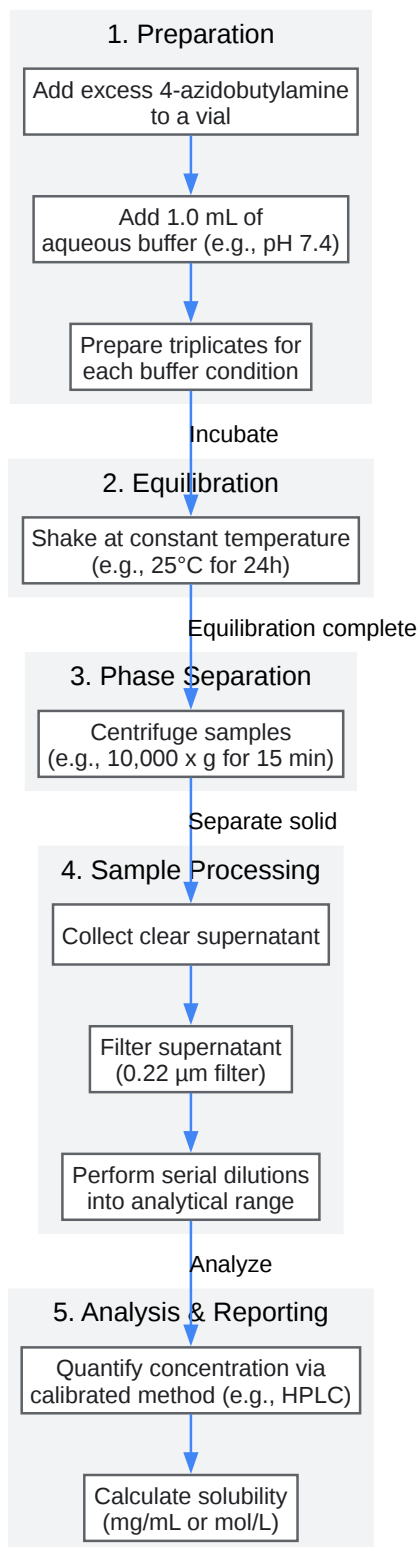 1. Preparation
Add excess 4-azidobutylamine
to a vial
Add 1.0 mL of
aqueous buffer (e.g., pH 7.4)
Prepare triplicates for
each buffer condition
Incubate
2. Equilibration
Shake at constant temperature
(e.g., 25°C for 24h)
Equilibration complete
3. Phase Separation
Centrifuge samples
(e.g., 10,000 x g for 15 min)
Separate solid
4. Sample Processing
Collect clear supernatant
Filter supernatant
(0.22 µm filter)
Perform serial dilutions
into analytical range
Analyze
5. Analysis & Reporting
Quantify concentration via
calibrated method (e.g., HPLC)
Calculate solubility
(mg/mL or mol/L)